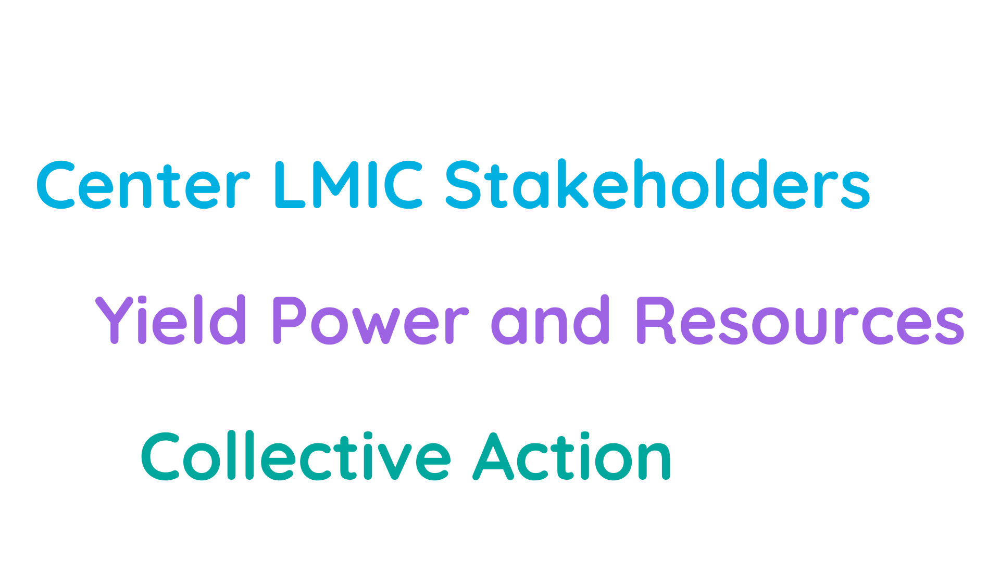 Center LMIC Stakeholders
Yield Power and Resources
Collective Action